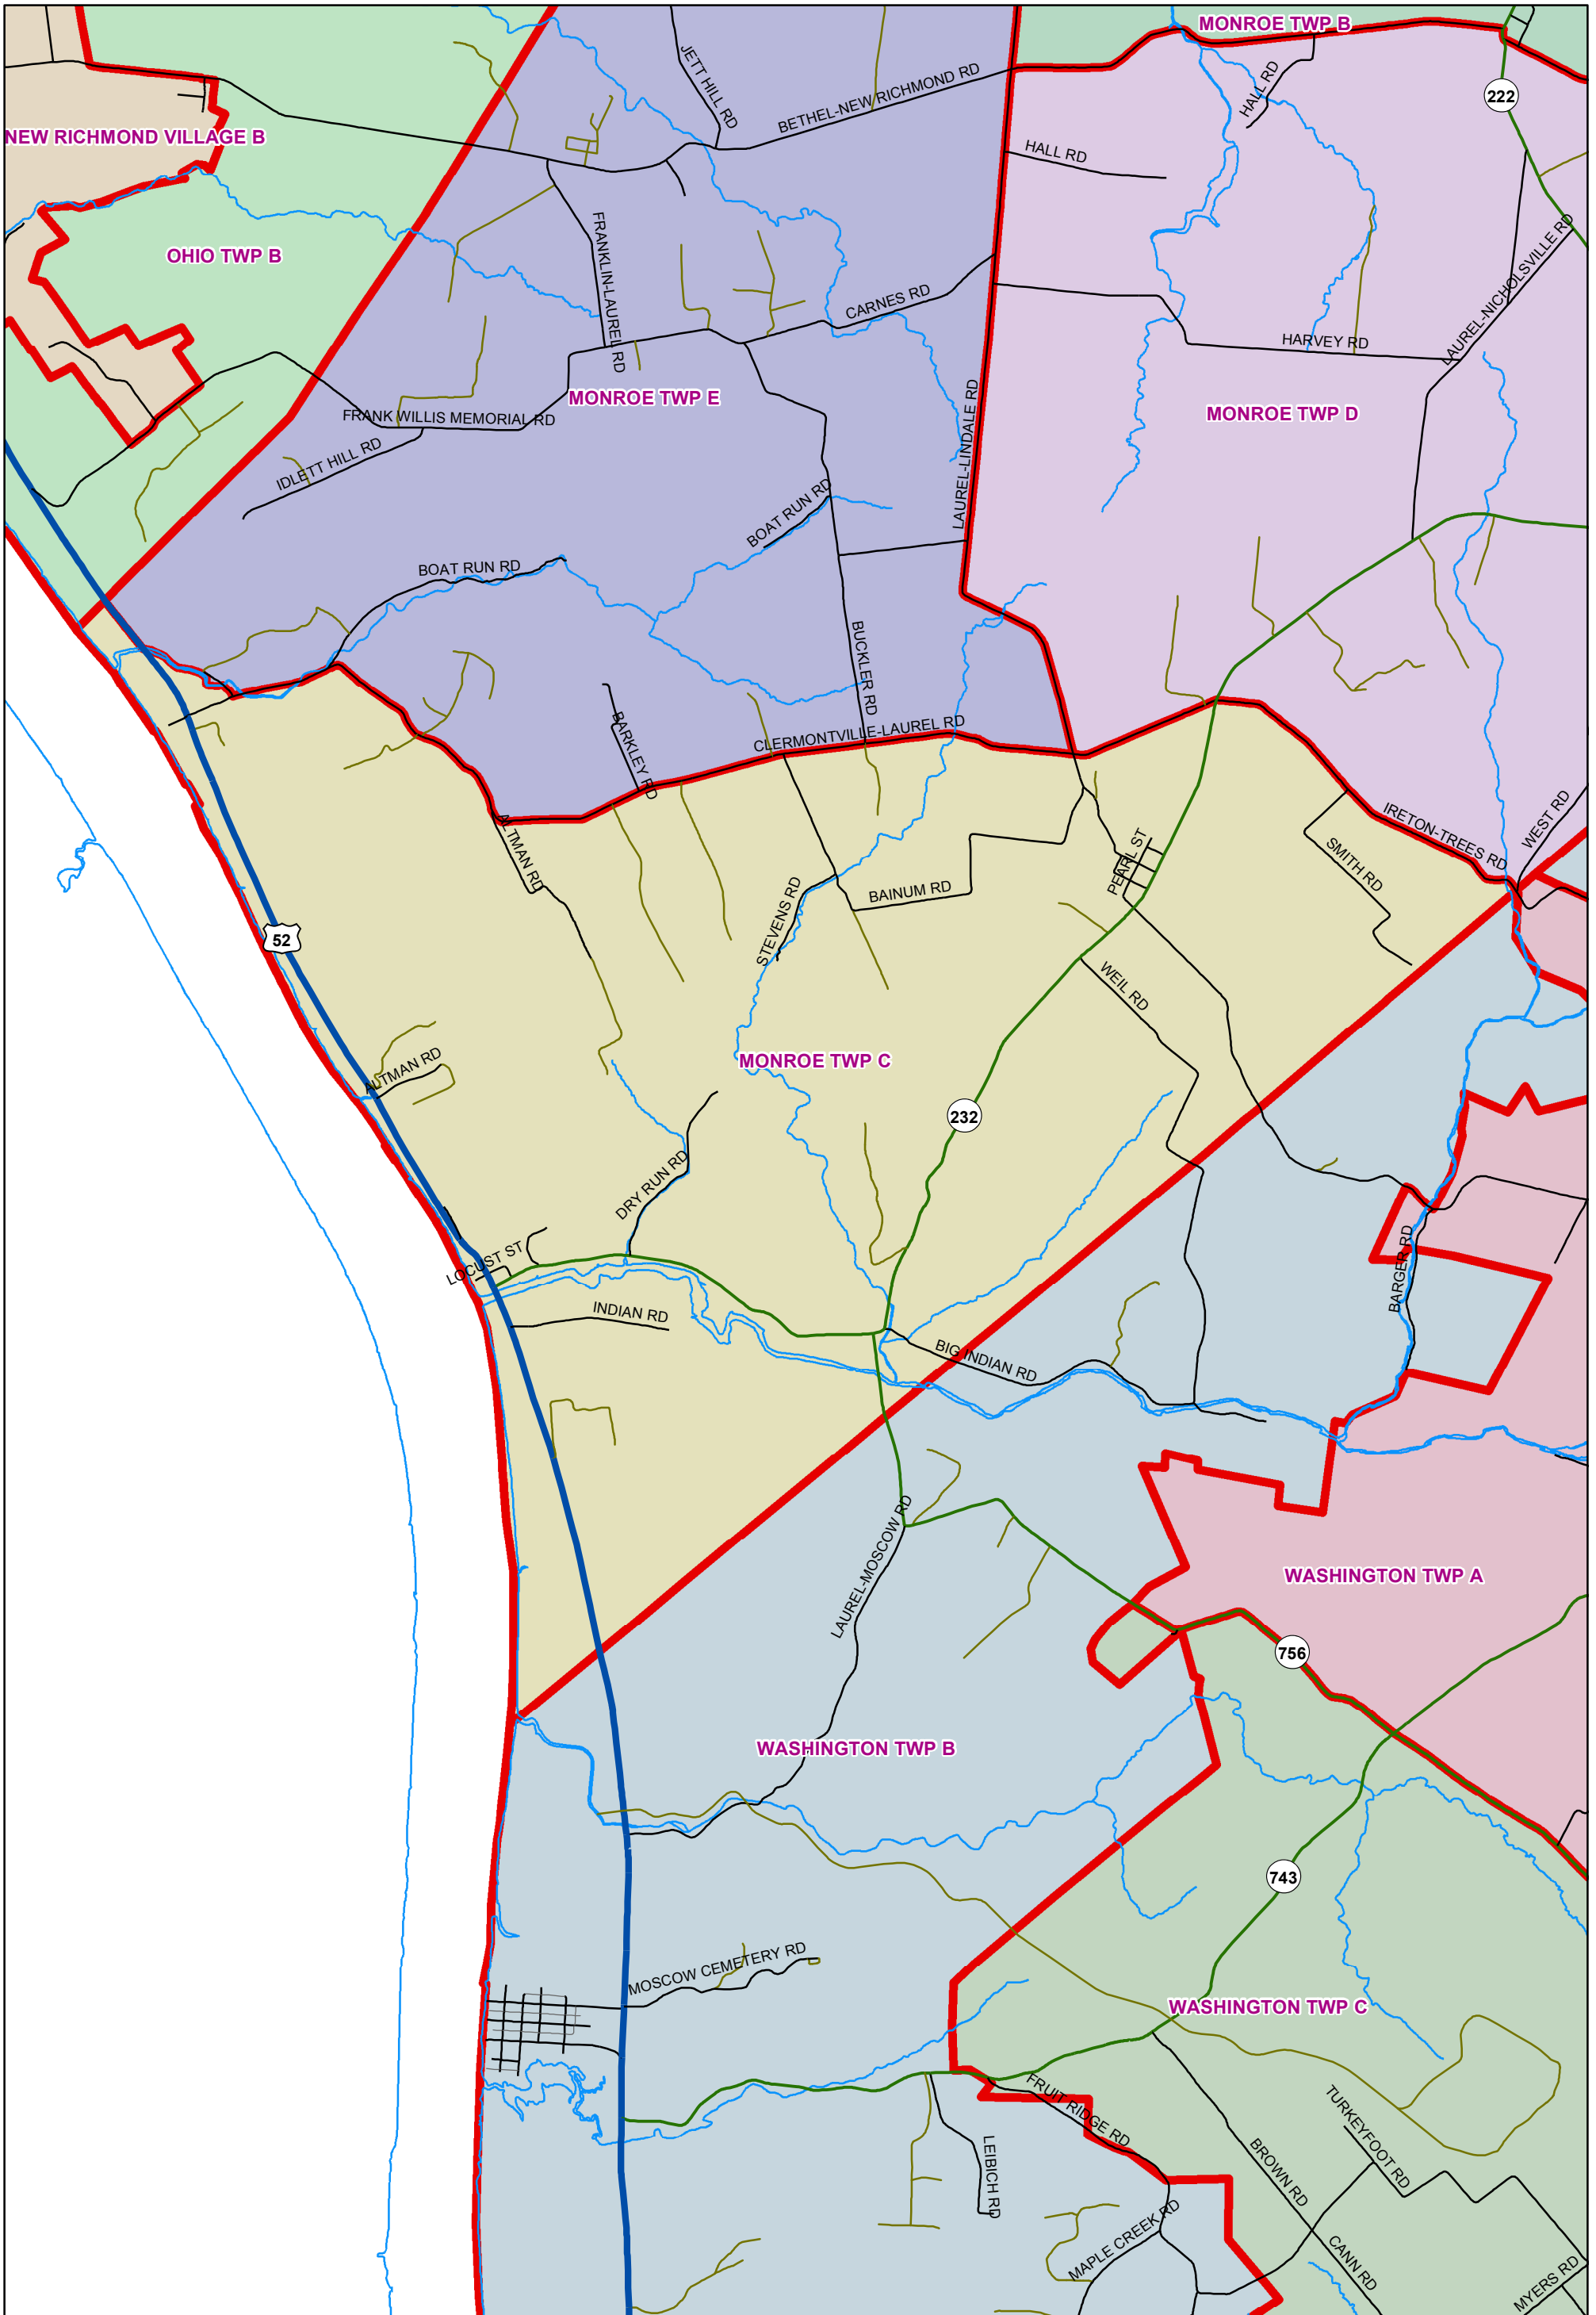 MONROE TWP B
JETT HILL RD
BETHEL-NEW RICHMOND RD
HALL RD
222
NEW RICHMOND VILLAGE B
HALL RD
OHIO TWP B
FRANKLIN-LAUREL RD
CARNES RD
LAUREL-NICHOLSVILLE RD
HARVEY RD
MONROE TWP E
MONROE TWP D
FRANK WILLIS MEMORIAL RD
LAUREL-LINDALE RD
IDLETT HILL RD
BOAT RUN RD
BOAT RUN RD
BUCKLER RD
CLERMONTVILLE-LAUREL RD
BARKLEY RD
ALTMAN RD
PEARL ST
IRETON-TREES RD
WEST RD
SMITH RD
BAINUM RD
STEVENS RD
52
WEIL RD
MONROE TWP C
ALTMAN RD
232
DRY RUN RD
LOCUST ST
BARGER RD
INDIAN RD
BIG INDIAN RD
LAUREL-MOSCOW RD
WASHINGTON TWP A
756
WASHINGTON TWP B
743
MOSCOW CEMETERY RD
WASHINGTON TWP C
FRUIT RIDGE RD
TURKEYFOOT RD
LEIBICH RD
BROWN RD
MAPLE CREEK RD
CANN RD
MYERS RD